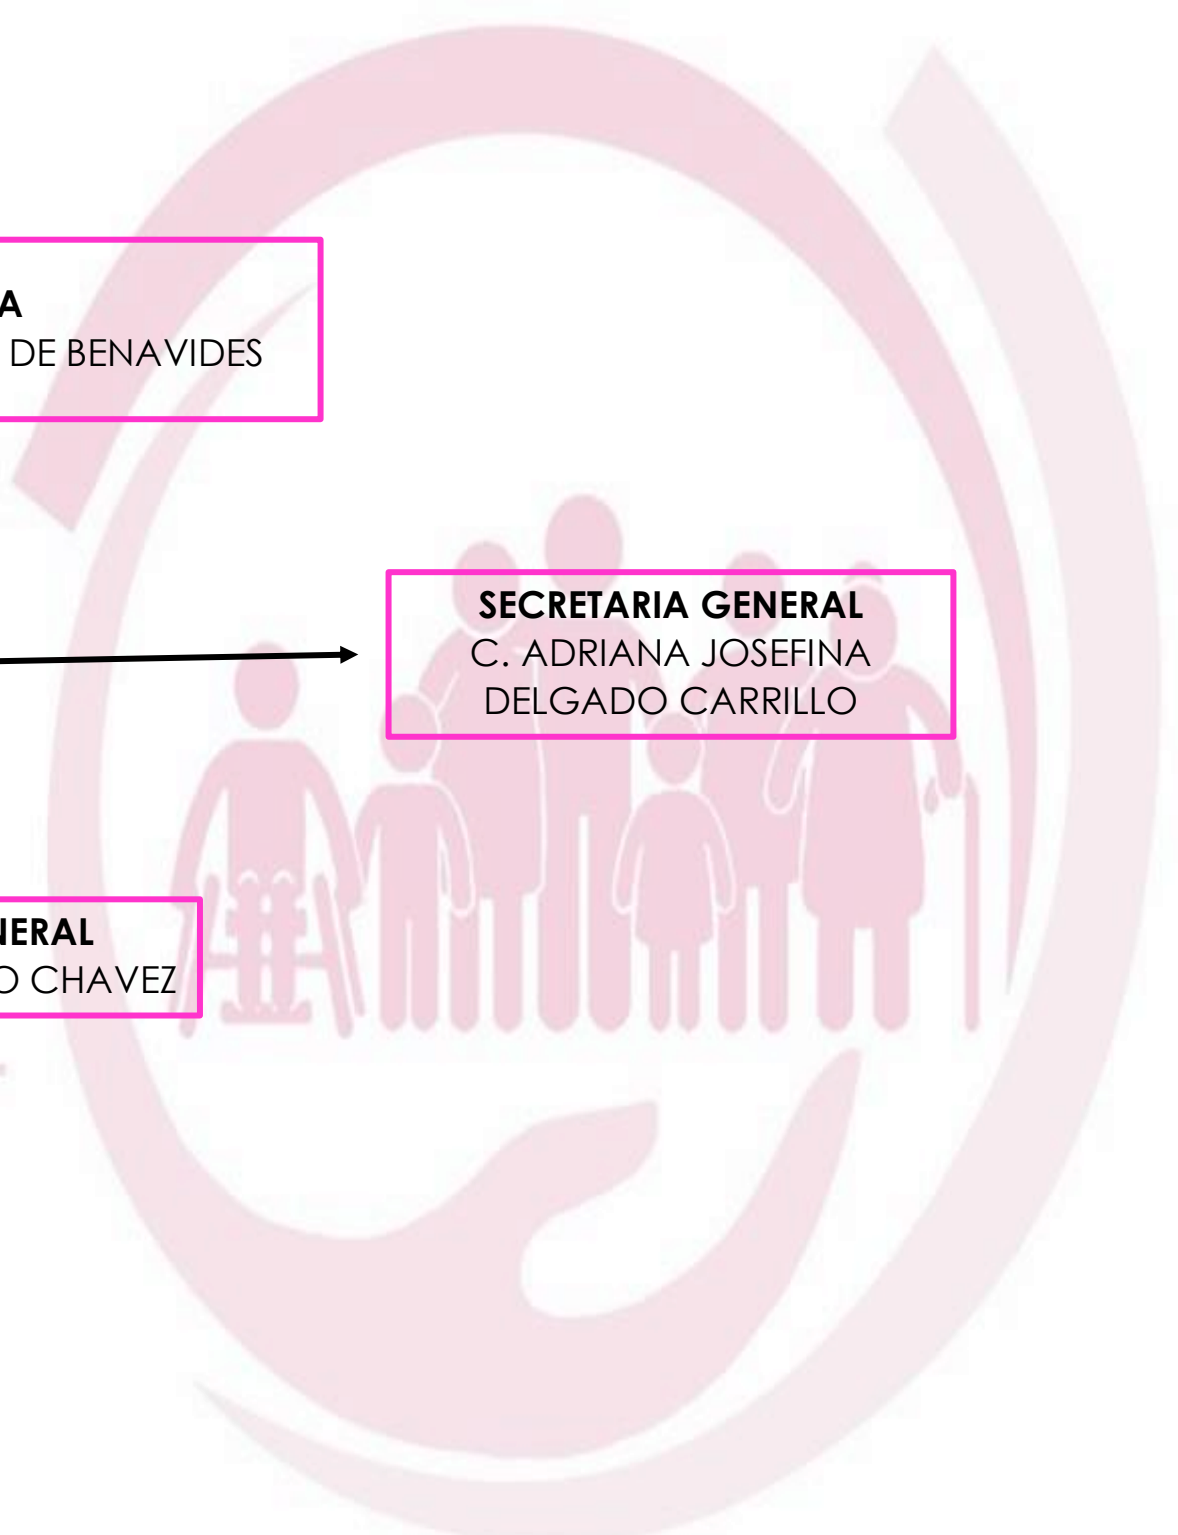 A
DE BENAVIDES
SECRETARIA GENERAL
C. ADRIANA JOSEFINA
DELGADO CARRILLO
NERAL
O CHAVEZ